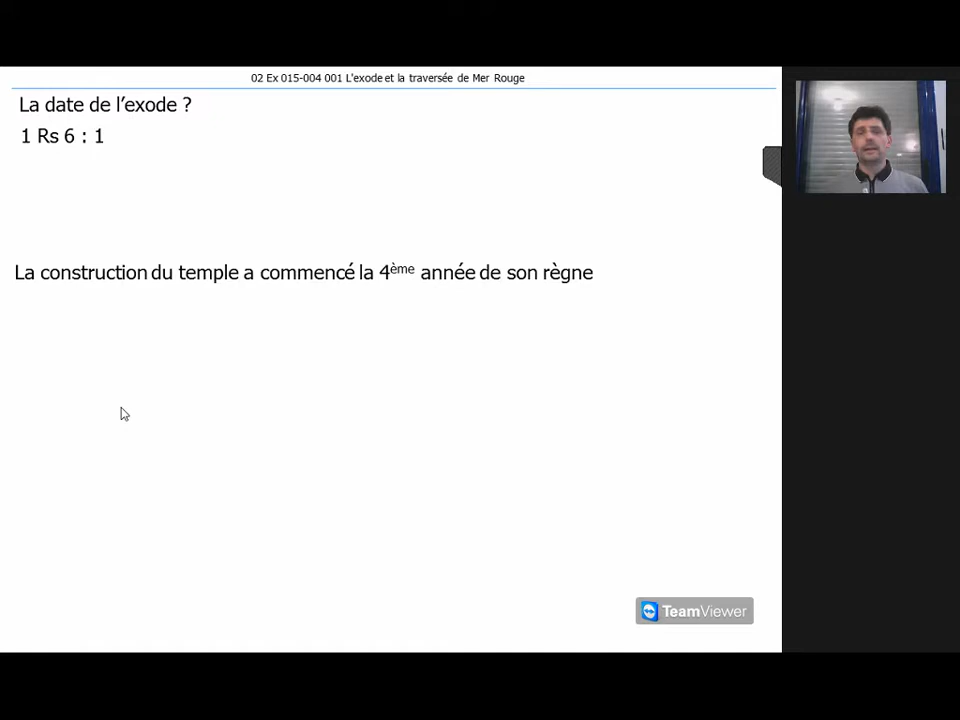 02 Ex 015-004 001 L'exode et la traversée de Mer Rouge
La date de l’exode ?
1 Rs 6 : 1
La construction du temple a commencé la 4ème année de son règne
TeamViewer